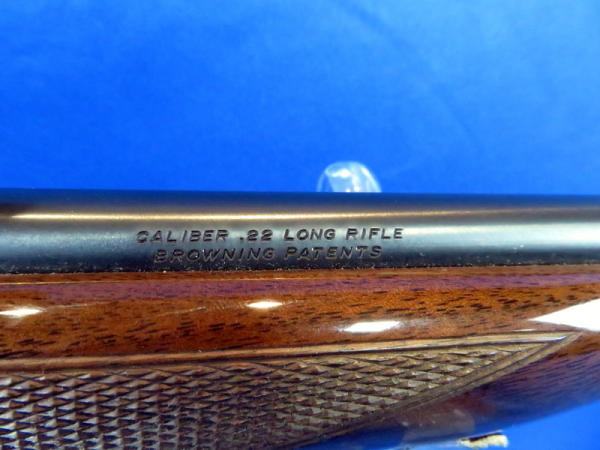 CALIBER .22 LONG RIFLE
BROWNING PATENTS